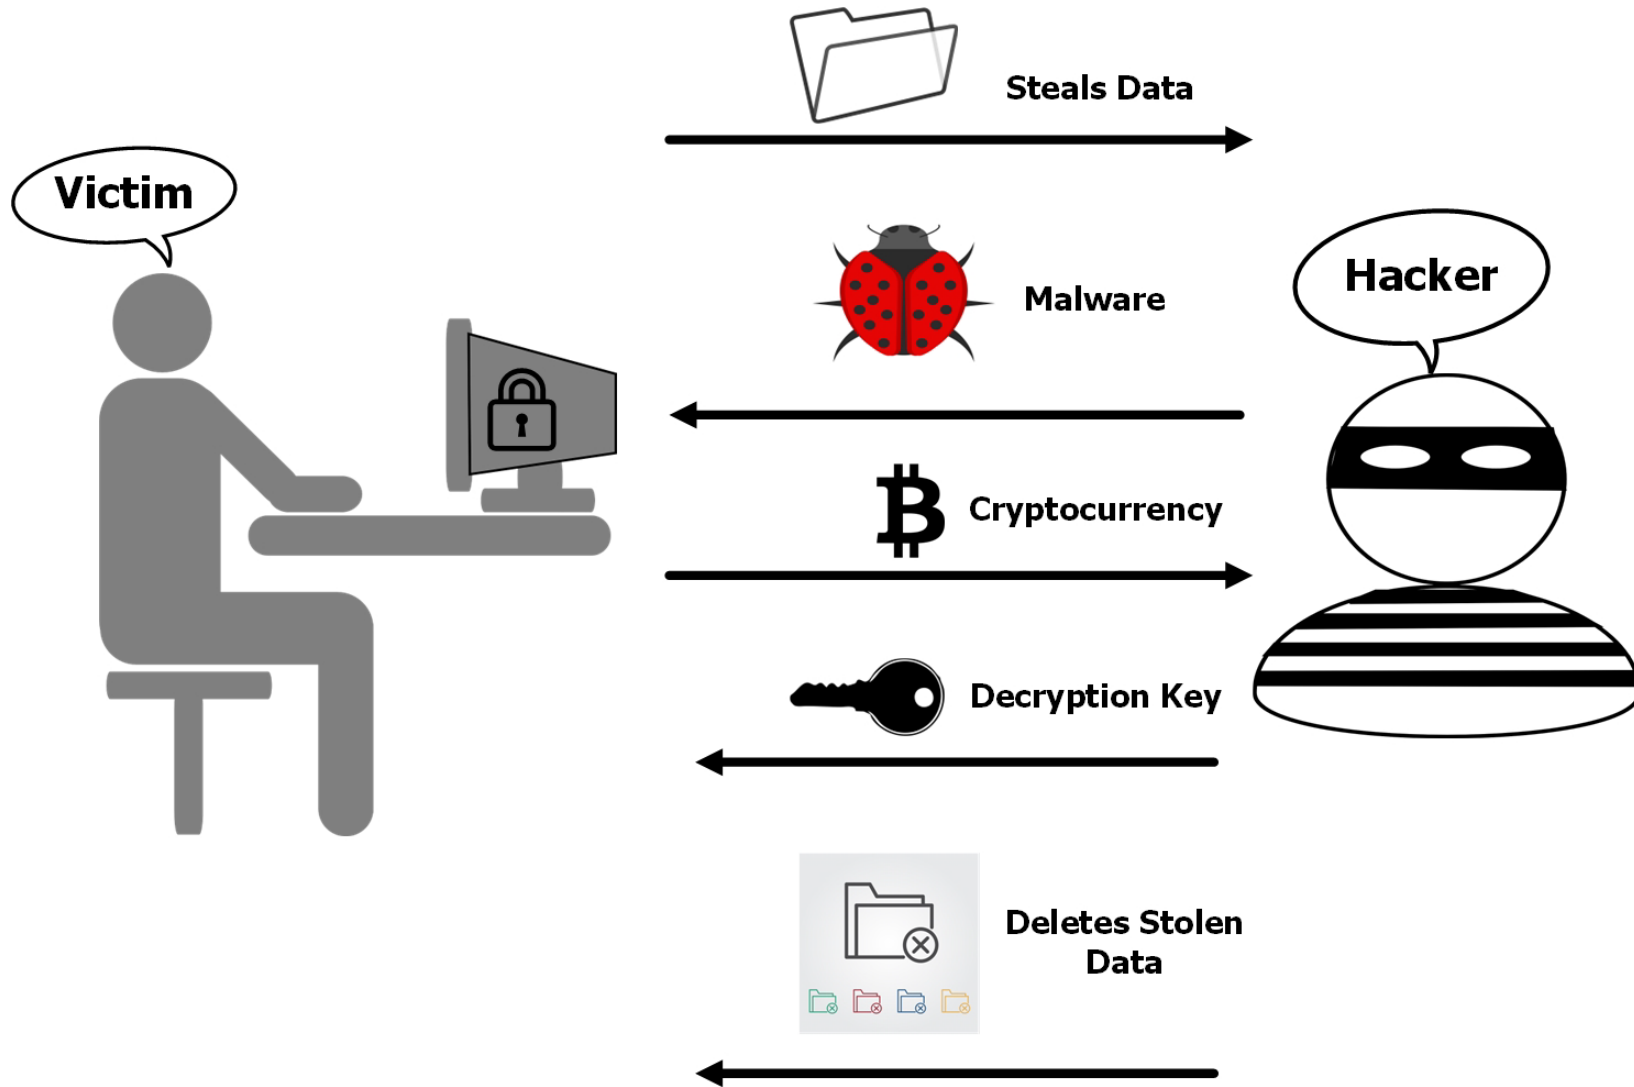 Steals Data
Victim
Hacker
Malware
Cryptocurrency
Decryption Key
Deletes Stolen
Data